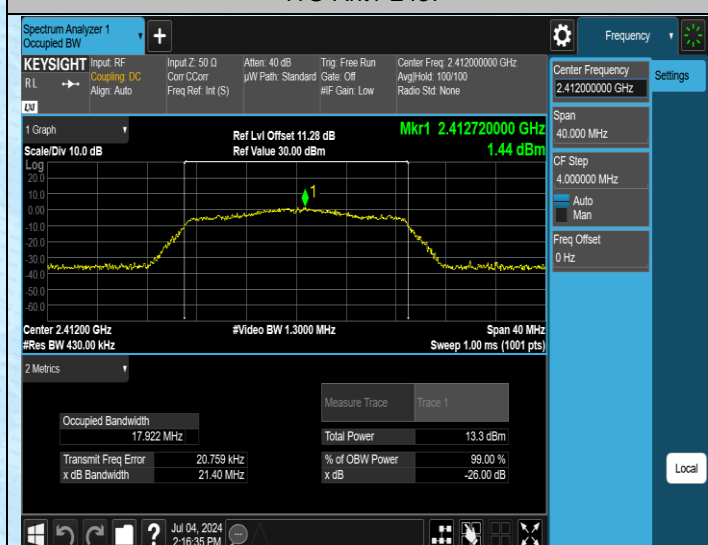 Spectrum Analyzer 1
Occupied BW
+
Frequency
KEYSIGHT
R L
LXI
Input: RF
Coupling: DC
Align: Auto
Input Z: 50 Ω
Corr CCorr
Freq Ref: Int (S)
Atten: 40 dB
µW Path: Standard
Trig: Free Run
Gate: Off
#IF Gain: Low
Center Freq: 2.412000000 GHz
Avg|Hold: 100/100
Radio Std: None
Center Frequency
2.412000000 GHz
Settings
Span
40.000 MHz
CF Step
4.000000 MHz
Auto
Man
Freq Offset
0 Hz
1 Graph
Scale/Div 10.0 dB
Ref Lvl Offset 11.28 dB
Ref Value 30.00 dBm
Mkr1 2.412720000 GHz
1.44 dBm
Log
20.0
10.0
0.00
-10.0
-20.0
-30.0
-40.0
-50.0
-60.0
1
Center 2.41200 GHz
#Res BW 430.00 kHz
#Video BW 1.3000 MHz
Span 40 MHz
Sweep 1.00 ms (1001 pts)
2 Metrics
Measure Trace
Trace 1
Occupied Bandwidth
17.922 MHz
Total Power
13.3 dBm
Transmit Freq Error
20.759 kHz
% of OBW Power
99.00 %
x dB Bandwidth
21.40 MHz
x dB
-26.00 dB
Local
?
Jul 04, 2024
2:16:35 PM